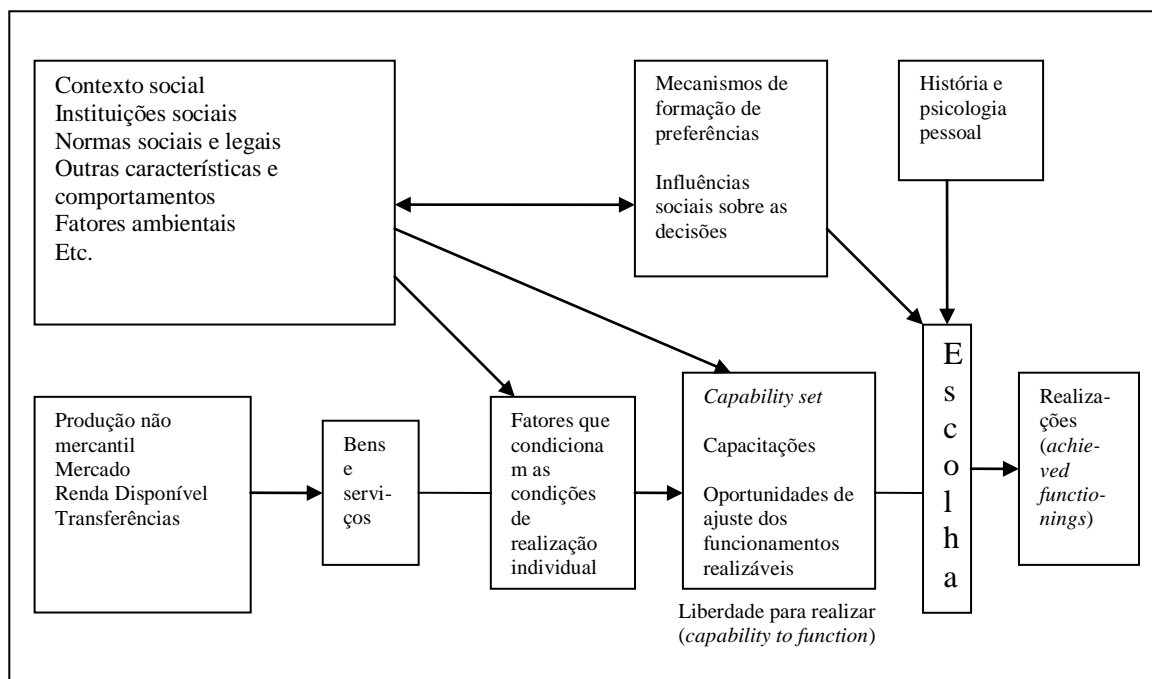 Contexto social
Instituições sociais
Normas sociais e legais
Outras características e
comportamentos
Fatores ambientais
Etc.
Mecanismos de
formação de
preferências
Influências
sociais sobre as
decisões
História e
psicologia
pessoal
Produção não
mercantil
Mercado
Renda Disponível
Transferências
Bens
e
servi-
ços
Fatores que
condiciona
m as
condições
de
realização
individual
Capability set
Capacitações
Oportunidades de
ajuste dos
funcionamentos
realizáveis
Liberdade para realizar
(capability to function)
E
s
c
o
l
h
a
Realiza-
ções
(achie-
ved
functio-
nings)